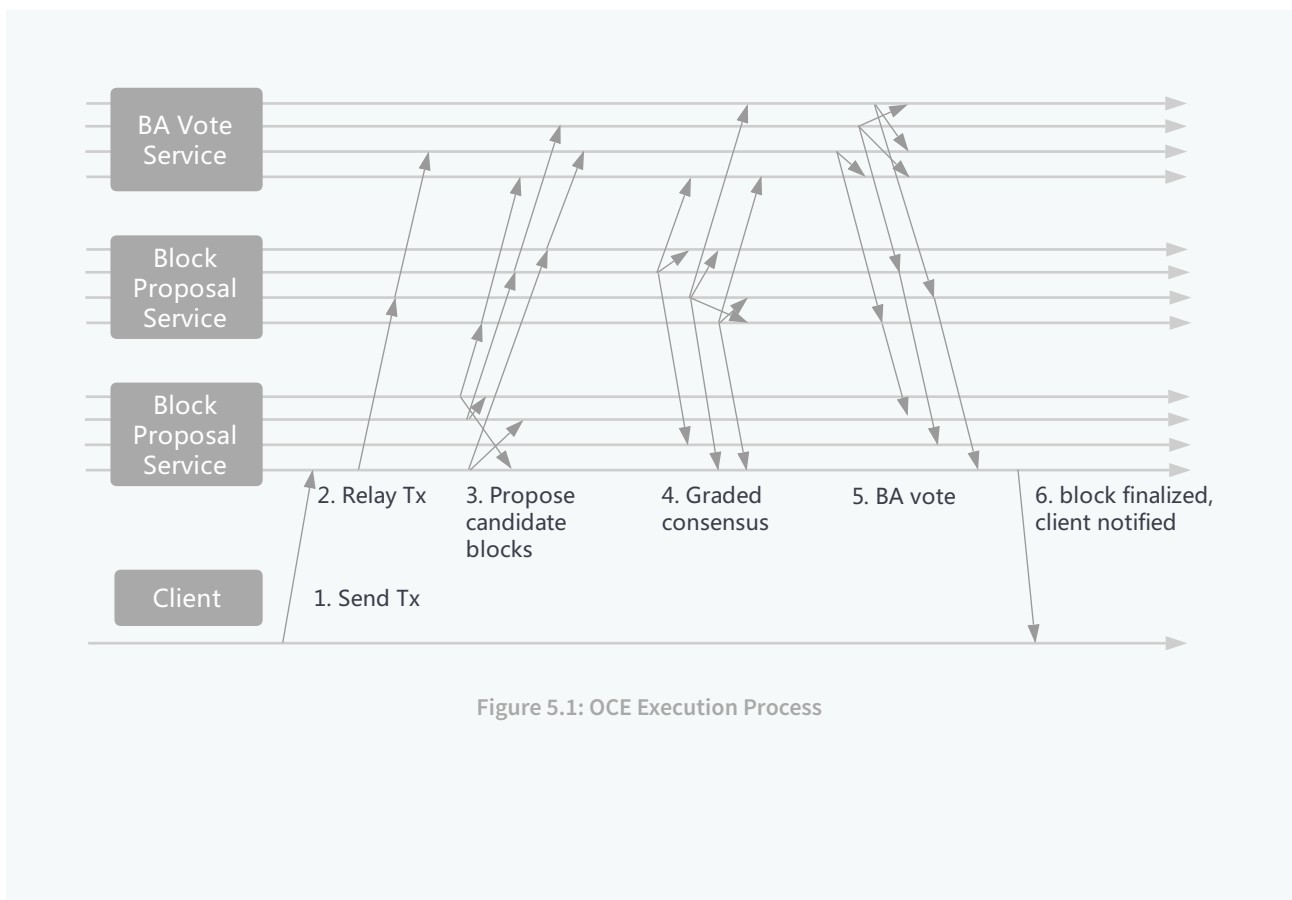 BA Vote
Service
Block
Proposal
Service
Block
Proposal
Service
2. Relay Tx
3. Propose
candidate
blocks
4. Graded
consensus
5. BA vote
6. block finalized,
client notified
Client
1. Send Tx
Figure 5.1: OCE Execution Process